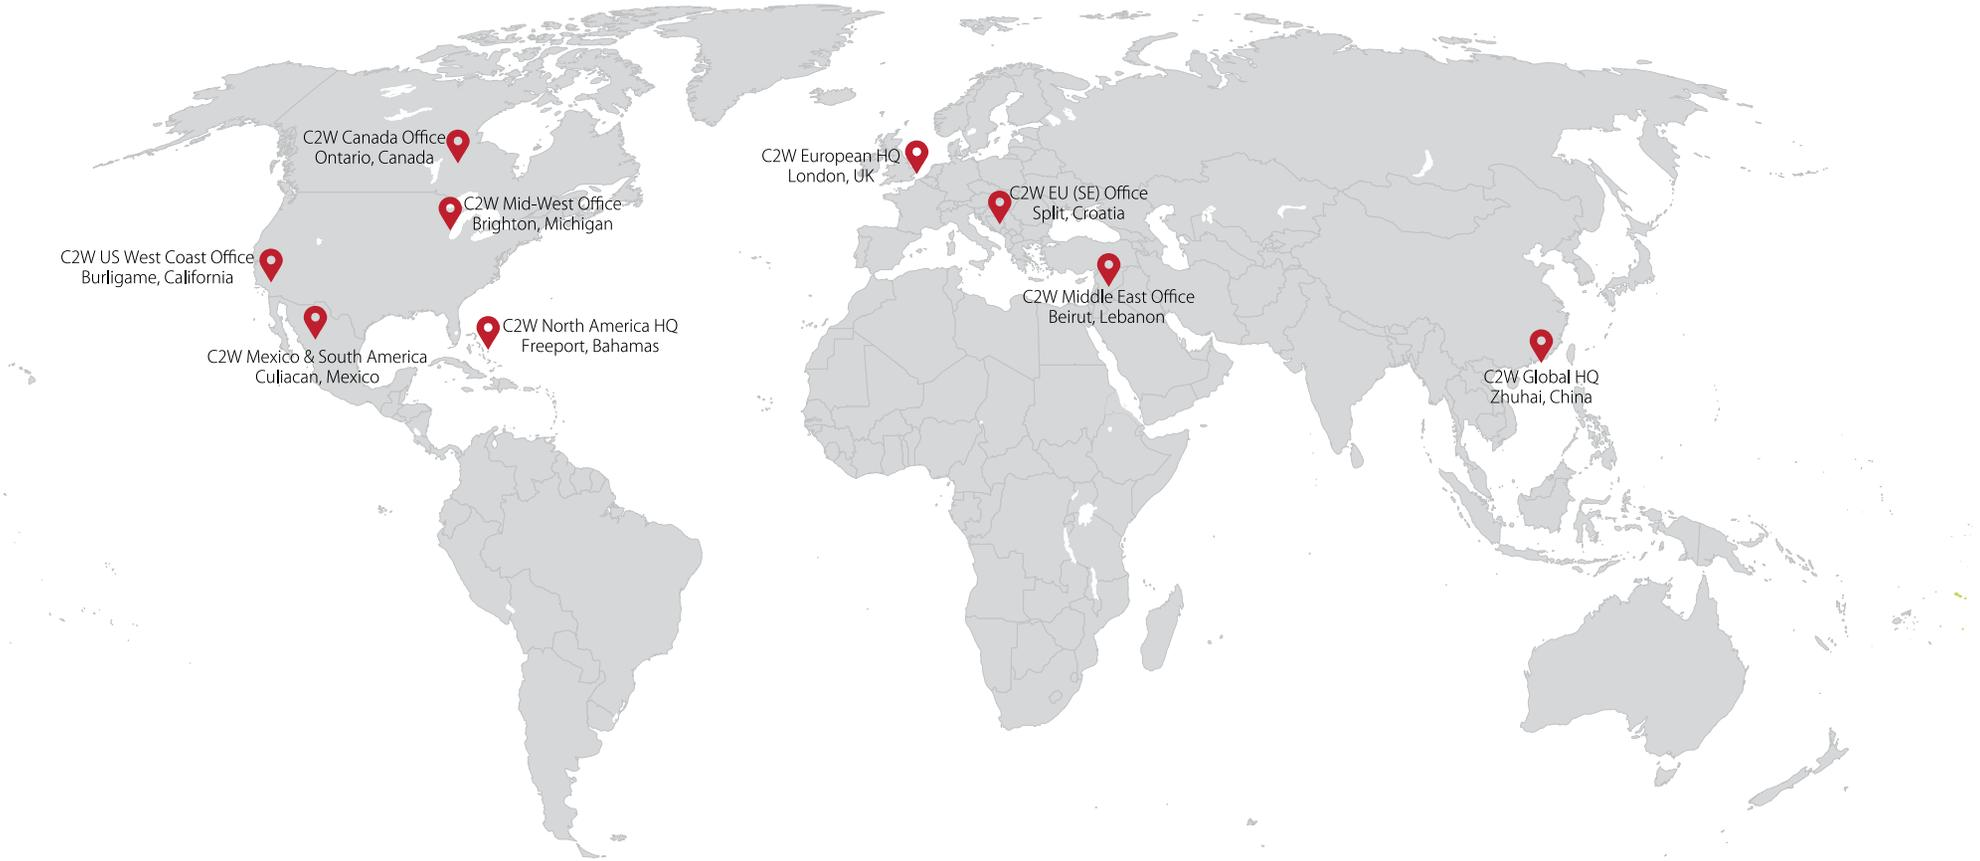 C2W Canada Office
Ontario, Canada
C2W European HQ
London, UK
C2W EU (SE) Office
Split, Croatia
C2W Mid-West Office
Brighton, Michigan
C2W US West Coast Office
Burligame, California
C2W Middle East Office
Beirut, Lebanon
C2W North America HQ
Freeport, Bahamas
C2W Mexico & South America
Culiacan, Mexico
C2W Global HQ
Zhuhai, China